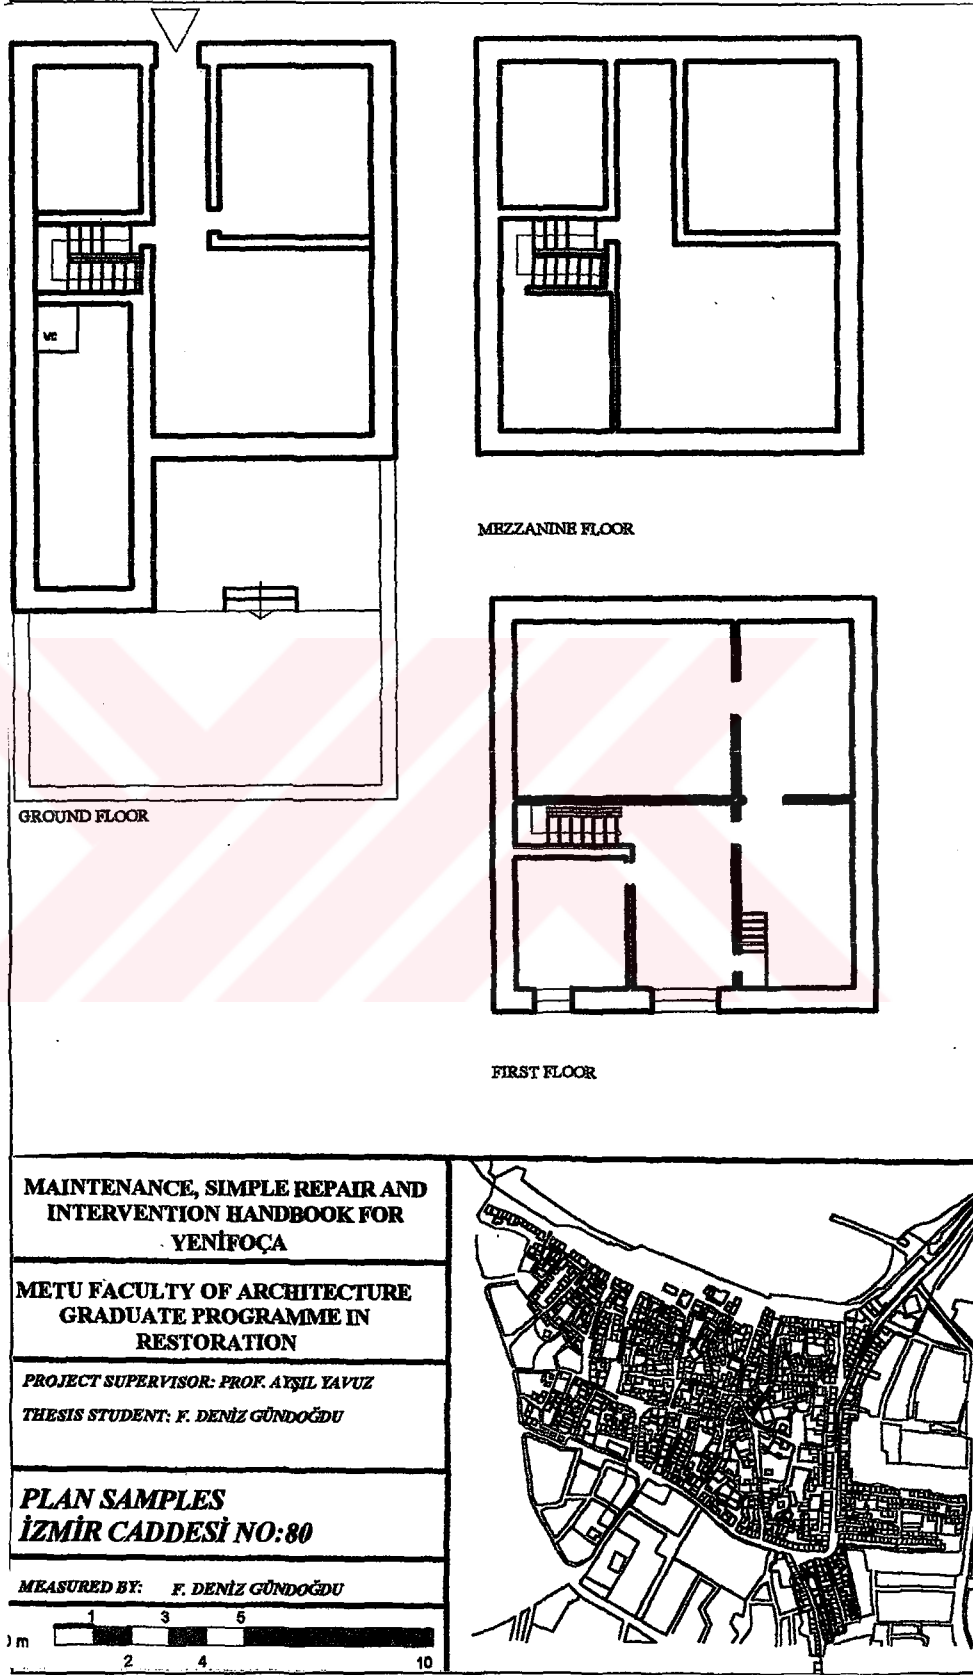 WC
GROUND FLOOR
MEZZANINE FLOOR
FIRST FLOOR
MAINTENANCE, SIMPLE REPAIR AND
INTERVENTION HANDBOOK FOR
YENİFOÇA
METU FACULTY OF ARCHITECTURE
GRADUATE PROGRAMME IN
RESTORATION
PROJECT SUPERVISOR: PROF. AYŞIL YAVUZ
THESIS STUDENT: F. DENİZ GÜNDOĞDU
PLAN SAMPLES
İZMİR CADDESİ NO:80
MEASURED BY: F. DENİZ GÜNDOĞDU
1 3 5
m
2 4 10